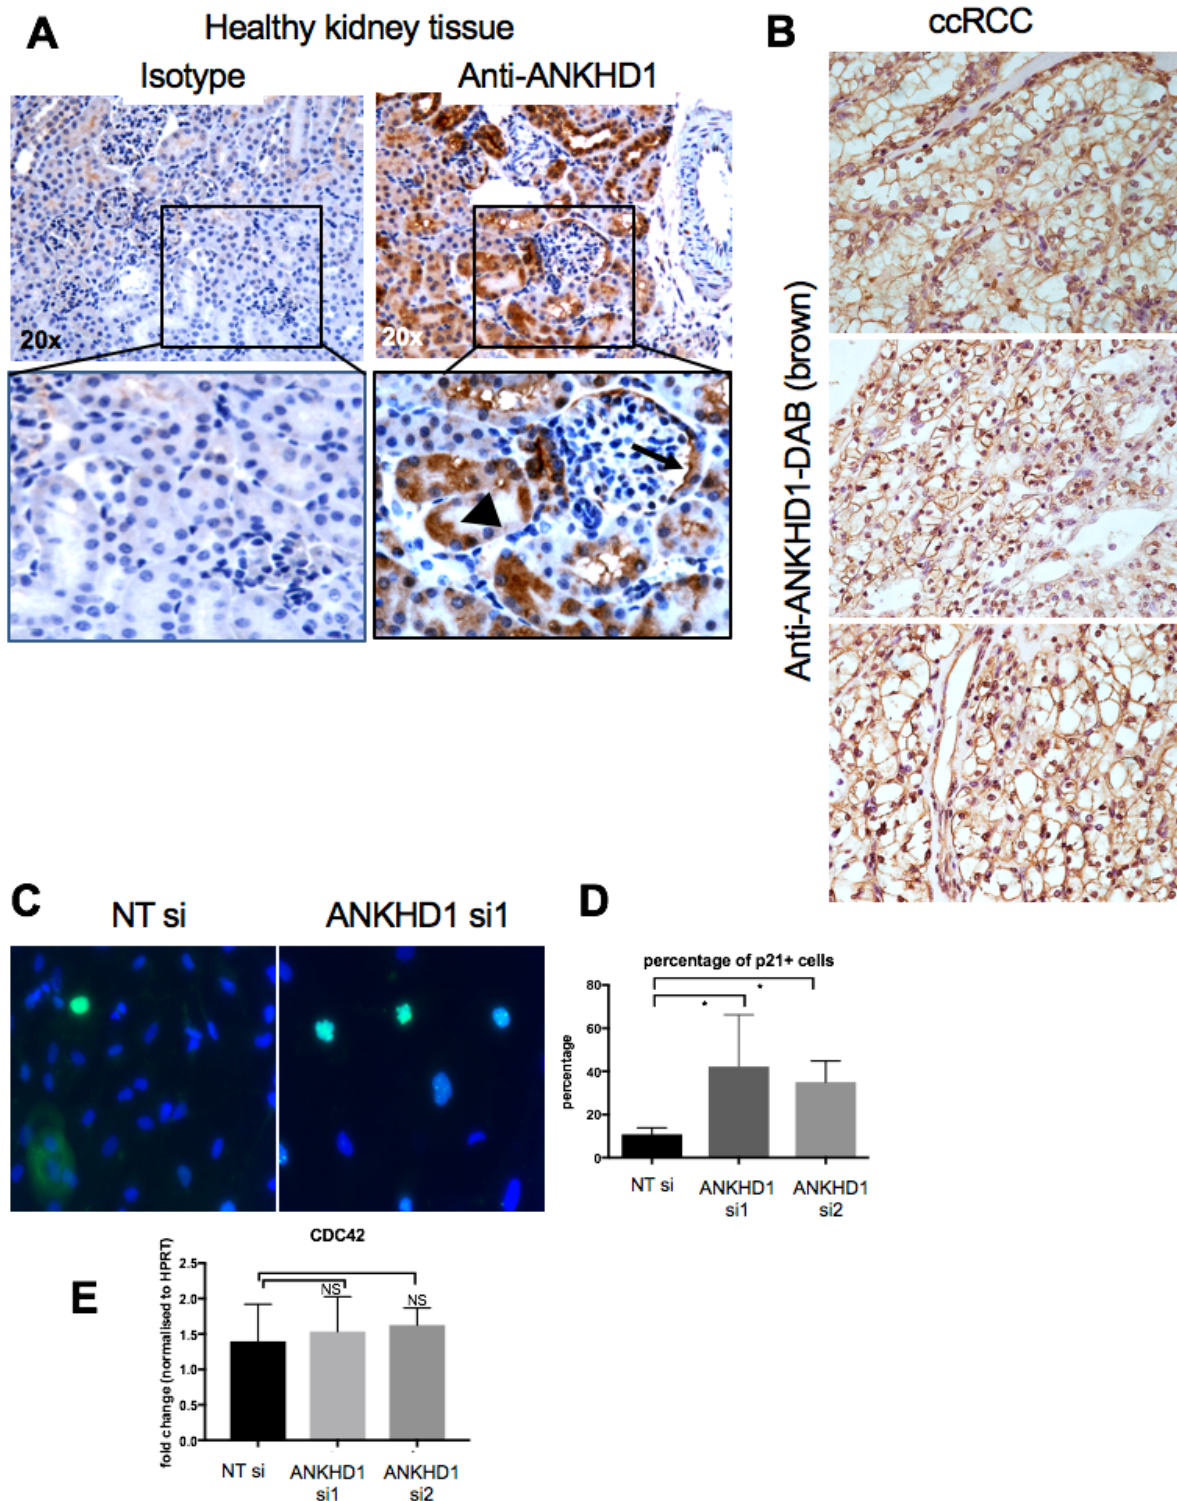 A
Healthy kidney tissue
Isotype
Anti-ANKHD1
20x
20x
B
ccRCC
Anti-ANKHD1-DAB (brown)
C
NT si
ANKHD1 si1
D
percentage of p21+ cells
percentage
80
60
40
20
0
*
*
NT si
ANKHD1
si1
ANKHD1
si2
E
CDC42
fold change (normalised to HPRT)
2.5
2.0
1.5
1.0
0.5
0.0
NS
NS
NT si
ANKHD1
si1
ANKHD1
si2